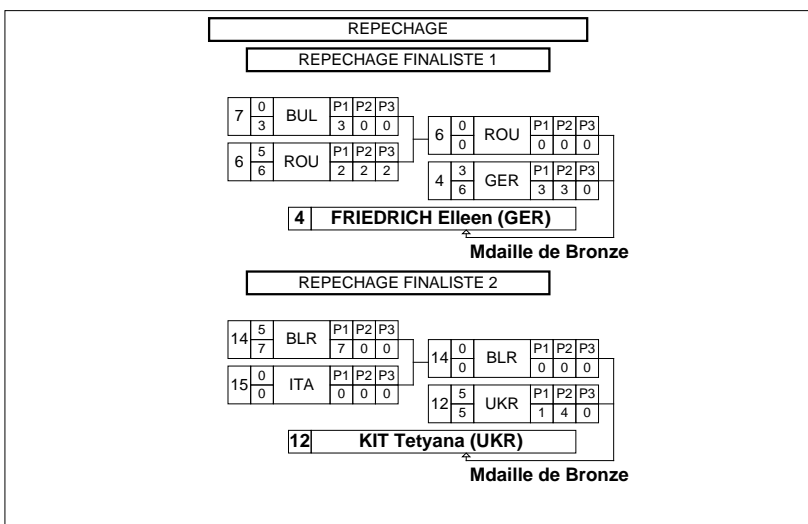 REPECHAGE
REPECHAGE FINALISTE 1
7 0 3 BUL P1 P2 P3 3 0 0
6 5 6 ROU P1 P2 P3 2 2 2
6 0 0 ROU P1 P2 P3 0 0 0
4 3 6 GER P1 P2 P3 3 3 0
4 FRIEDRICH Elleen (GER)
Mdaille de Bronze
REPECHAGE FINALISTE 2
14 5 7 BLR P1 P2 P3 7 0 0
15 0 0 ITA P1 P2 P3 0 0 0
14 0 0 BLR P1 P2 P3 0 0 0
12 5 5 UKR P1 P2 P3 1 4 0
12 KIT Tetyana (UKR)
Mdaille de Bronze